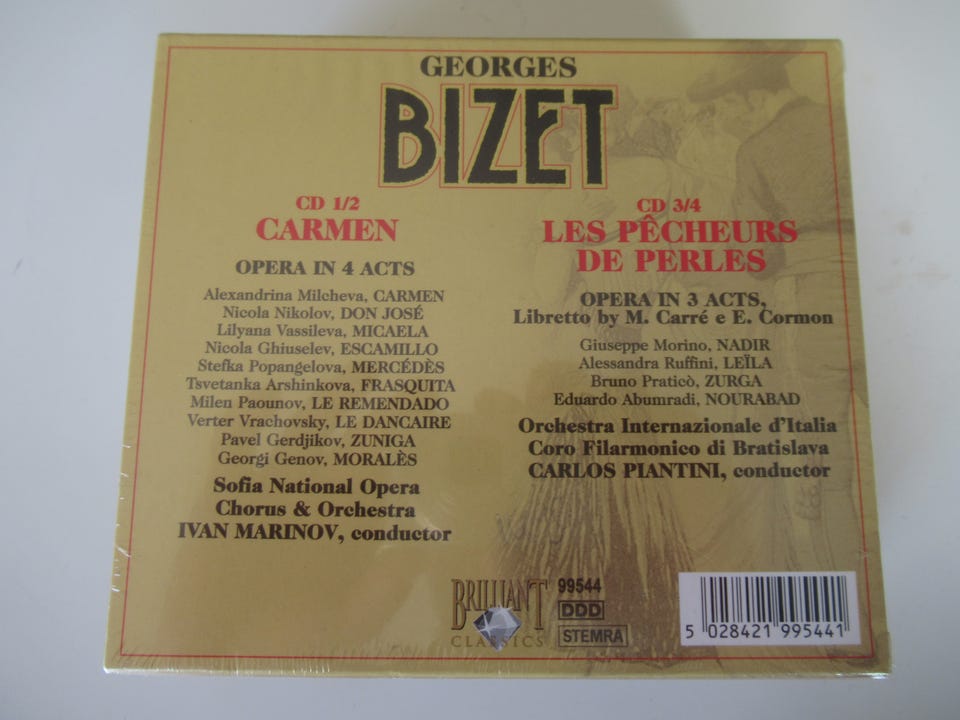 GEORGES
BIZET
CD 1/2
CARMEN
OPERA IN 4 ACTS
Alexandrina Milcheva, CARMEN
Nicola Nikolov, DON JOSÉ
Lilyana Vassileva, MICAELA
Nicola Ghiuselev, ESCAMILLO
Stefka Popangelova, MERCÉDÈS
Tsvetanka Arshinkova, FRASQUITA
Milen Paounov, LE REMENDADO
Verter Vrachovsky, LE DANCAIRE
Pavel Gerdjikov, ZUNIGA
Georgi Genov, MORALÈS
Sofia National Opera
Chorus & Orchestra
IVAN MARINOV, conductor
CD 3/4
LES PÊCHEURS
DE PERLES
OPERA IN 3 ACTS,
Libretto by M. Carré e E. Cormon
Giuseppe Morino, NADIR
Alessandra Ruffini, LEÏLA
Bruno Praticò, ZURGA
Eduardo Abumradi, NOURABAD
Orchestra Internazionale d'Italia
Coro Filarmonico di Bratislava
CARLOS PIANTINI, conductor
BRILLIANT
CLASSICS
99544
DDD
STEMRA
5 028421 995441